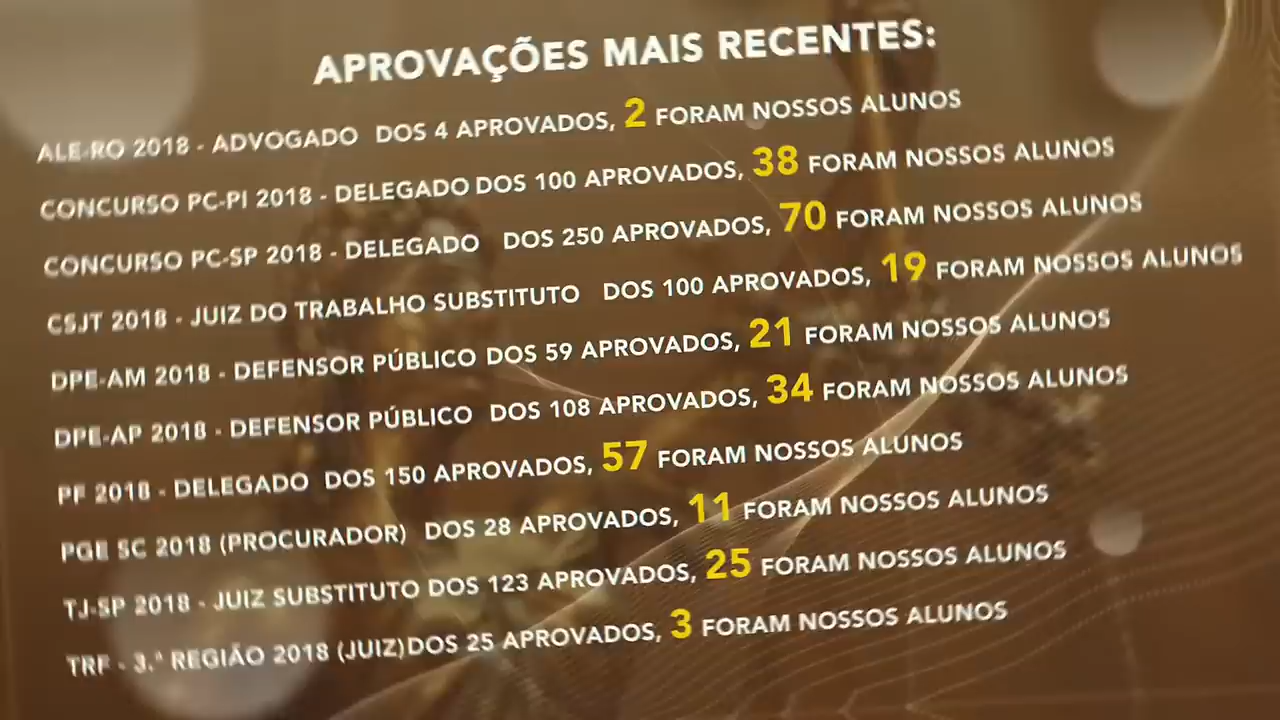 APROVAÇÕES MAIS RECENTES:
ALE-RO 2018 - ADVOGADO DOS 4 APROVADOS, 2 FORAM NOSSOS ALUNOS
CONCURSO PC-PI 2018 - DELEGADO DOS 100 APROVADOS, 38 FORAM NOSSOS ALUNOS
CONCURSO PC-SP 2018 - DELEGADO DOS 250 APROVADOS, 70 FORAM NOSSOS ALUNOS
CSJT 2018 - JUIZ DO TRABALHO SUBSTITUTO DOS 100 APROVADOS, 19 FORAM NOSSOS ALUNOS
DPE-AM 2018 - DEFENSOR PÚBLICO DOS 59 APROVADOS, 21 FORAM NOSSOS ALUNOS
DPE-AP 2018 - DEFENSOR PÚBLICO DOS 108 APROVADOS, 34 FORAM NOSSOS ALUNOS
PF 2018 - DELEGADO DOS 150 APROVADOS, 57 FORAM NOSSOS ALUNOS
PGE SC 2018 (PROCURADOR) DOS 28 APROVADOS, 11 FORAM NOSSOS ALUNOS
TJ-SP 2018 - JUIZ SUBSTITUTO DOS 123 APROVADOS, 25 FORAM NOSSOS ALUNOS
TRF - 3.ª REGIÃO 2018 (JUIZ)DOS 25 APROVADOS, 3 FORAM NOSSOS ALUNOS